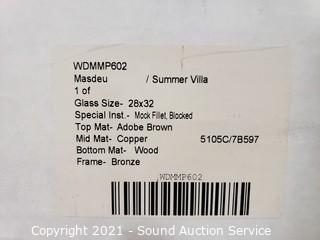 WDMMP602
Masdeu / Summer Villa
1 of
Glass Size- 28x32
Special Inst.- Mock Fillet, Blocked
Top Mat- Adobe Brown
Mid Mat- Copper 5105C/7B597
Bottom Mat- Wood
Frame- Bronze
WDMMP602
Copyright © 2021 - Sound Auction Service